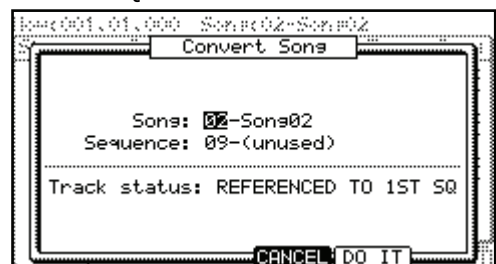 Now:001.01.000 Song:02-Song02
Convert Song
Song: 02-Song02
Sequence: 09-(unused)
Track status: REFERENCED TO 1ST SQ
CANCEL DO IT